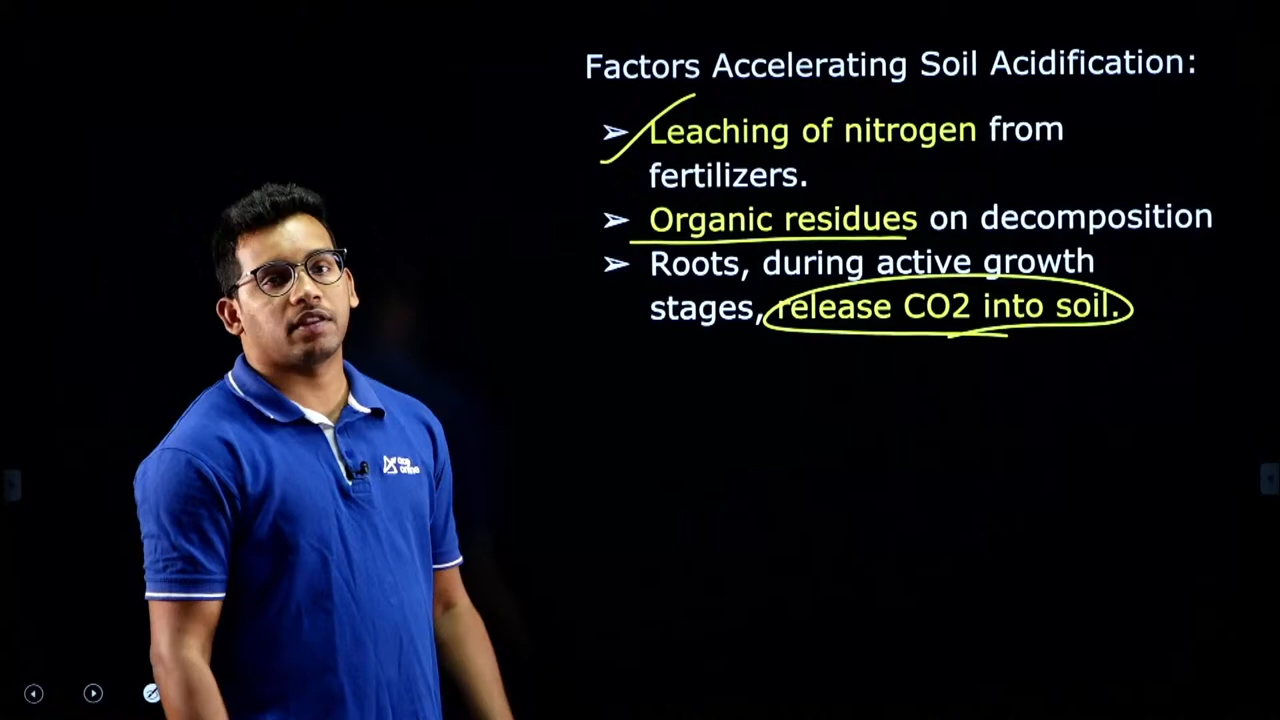 Factors Accelerating Soil Acidification:
➢ Leaching of nitrogen from
fertilizers.
➢ Organic residues on decomposition
➢ Roots, during active growth
stages, release CO2 into soil.
online